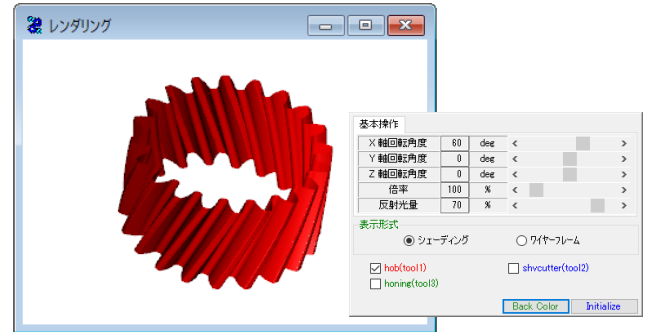 レンダリング
基本操作
X 軸回転角度 60 deg
Y 軸回転角度 0 deg
Z 軸回転角度 0 deg
倍率 100 %
反射光量 70 %
表示形式
シェーディング ワイヤーフレーム
hob(tool1) shvcutter(tool2)
honing(tool3)
Back Color Initialize